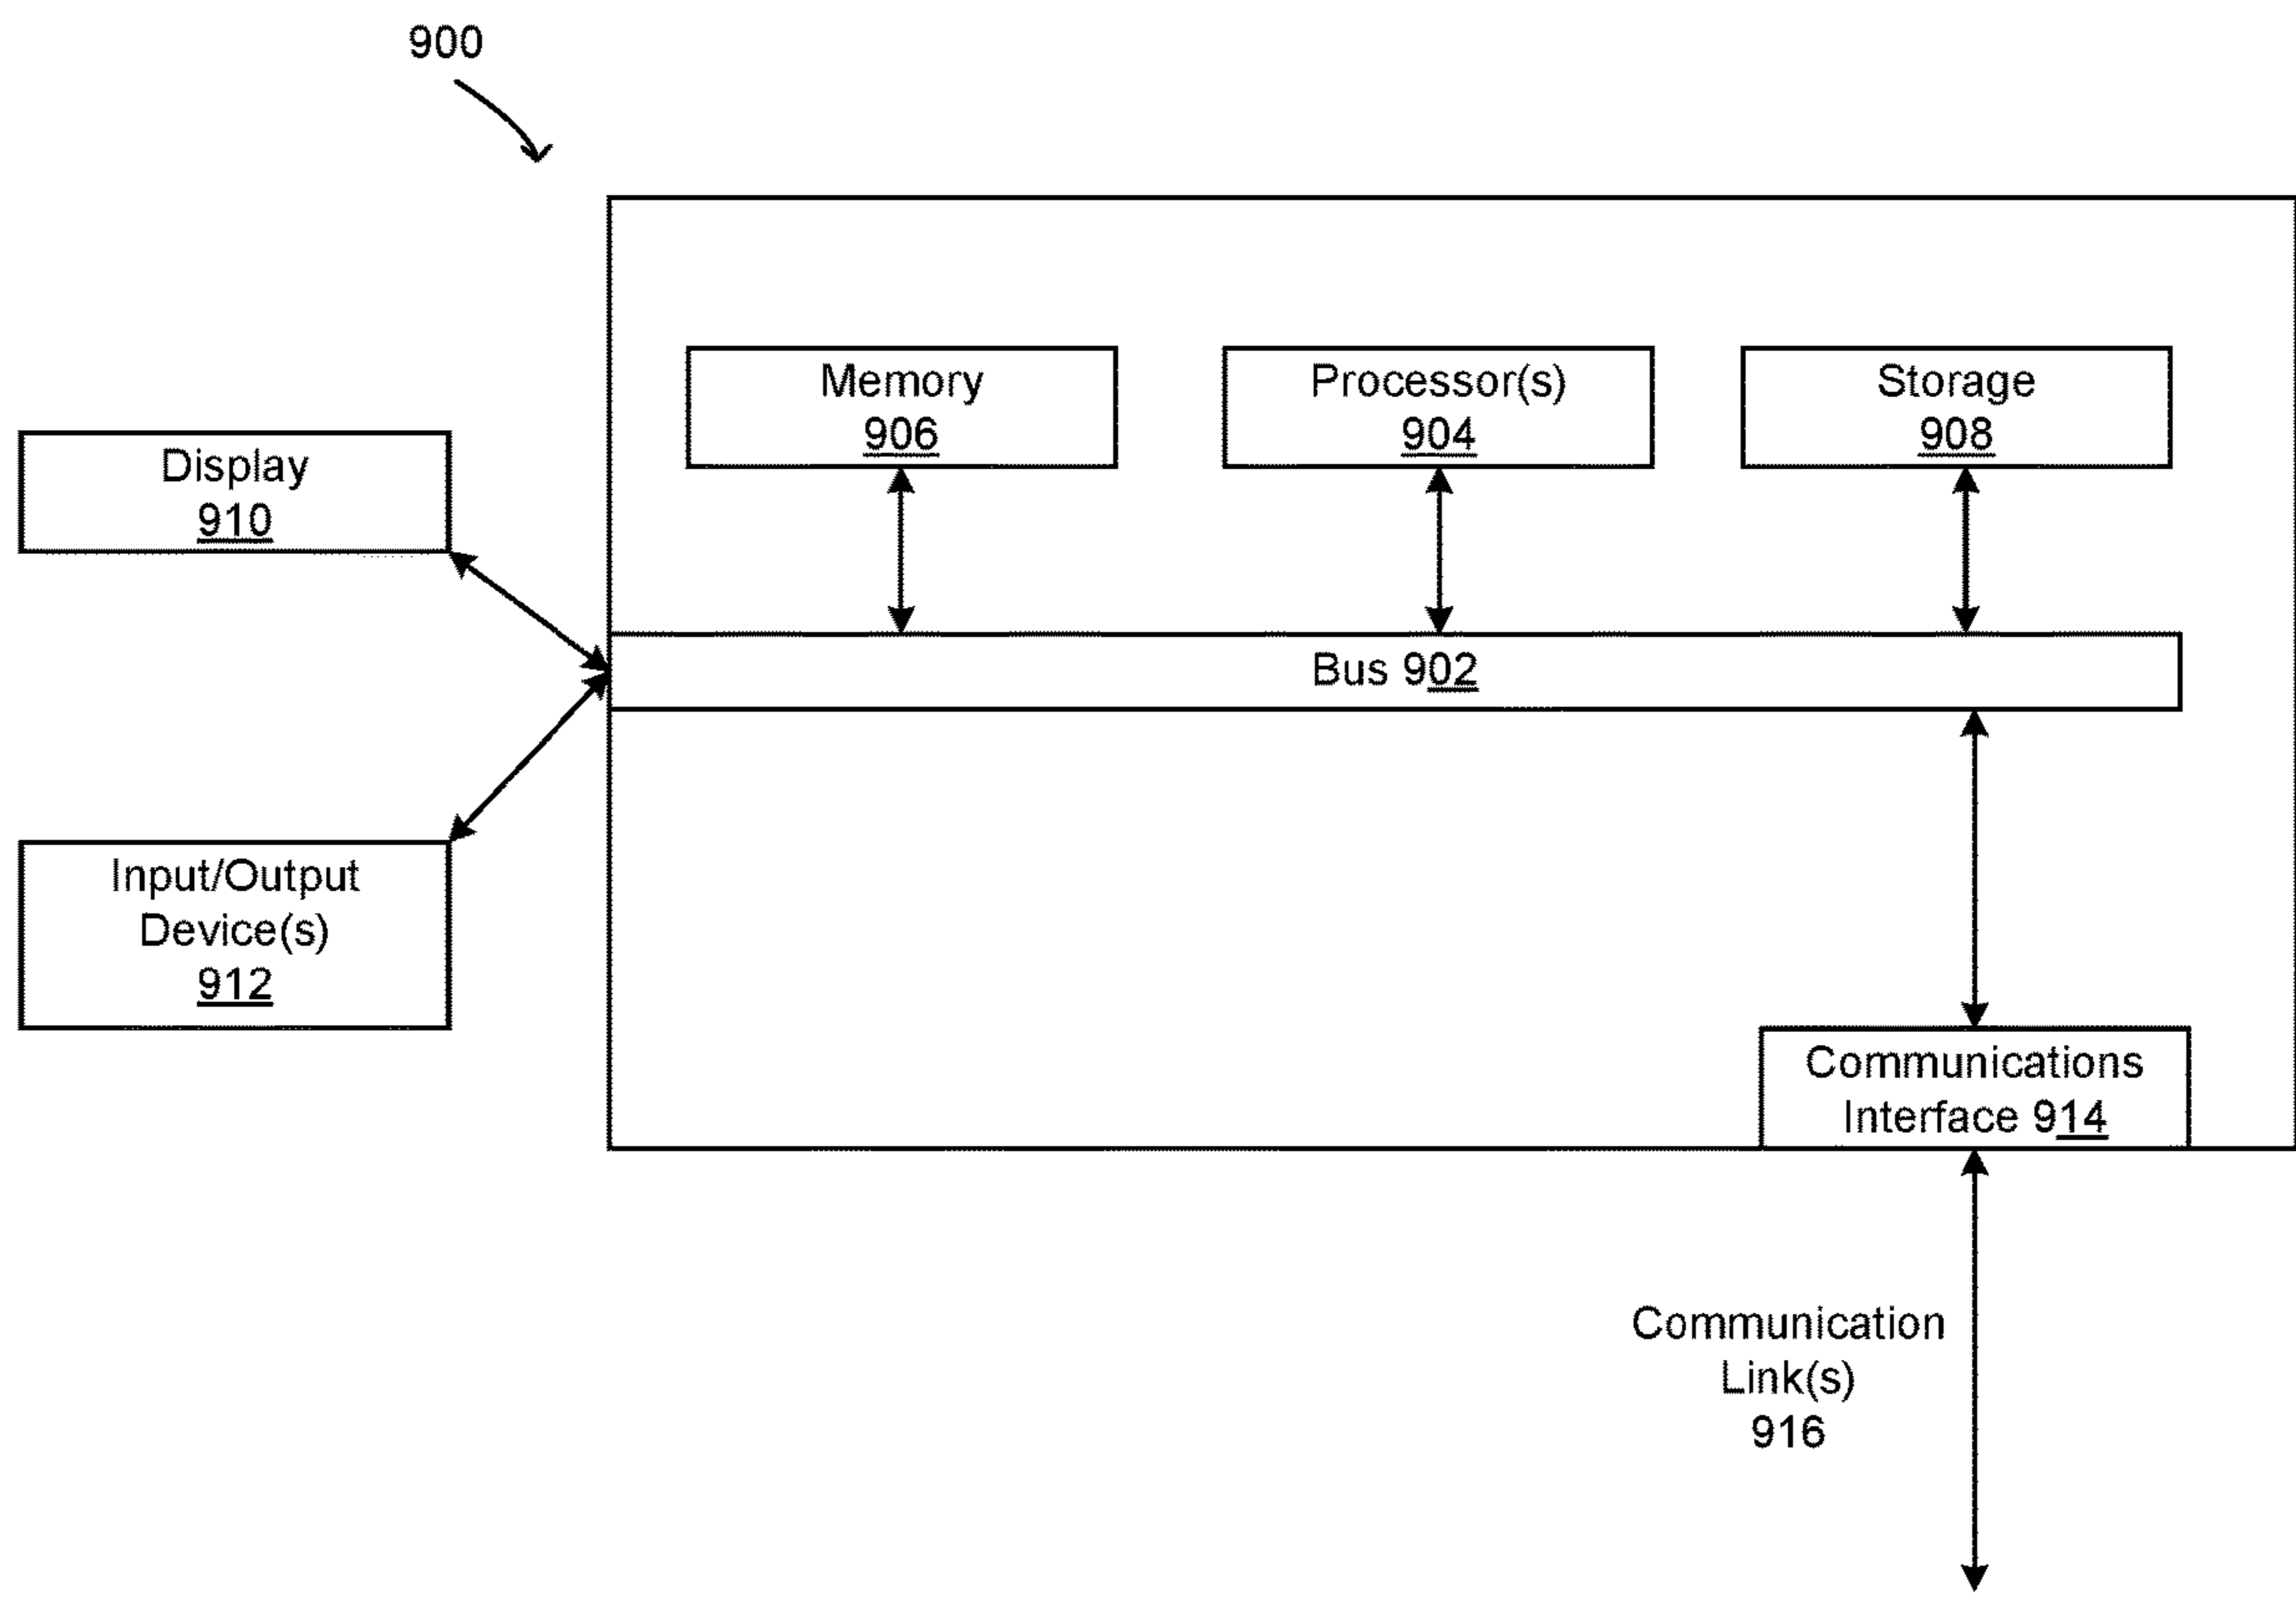 900
Memory
906
Processor(s)
904
Storage
908
Display
910
Bus 902
Input/Output
Device(s)
912
Communications
Interface 914
Communication
Link(s)
916